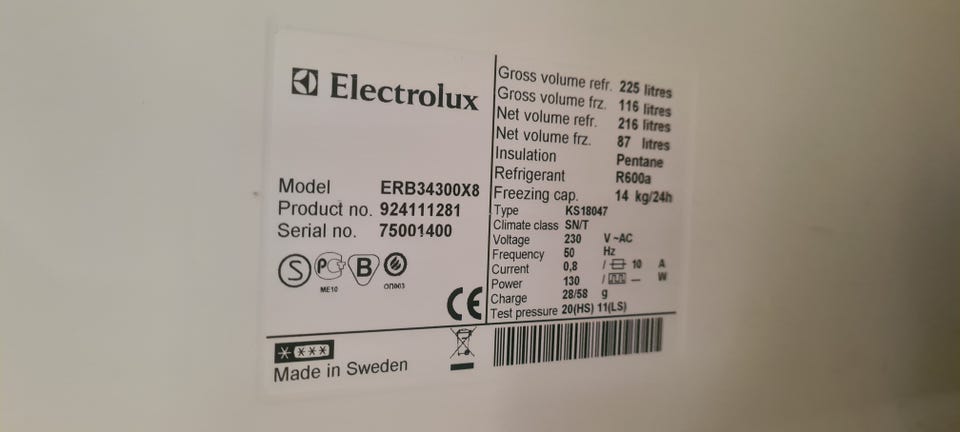 Electrolux
Model ERB34300X8
Product no. 924111281
Serial no. 75001400
S PG B
ME10 ОП003
CE
Made in Sweden
Gross volume refr. 225 litres
Gross volume frz. 116 litres
Net volume refr. 216 litres
Net volume frz. 87 litres
Insulation Pentane
Refrigerant R600a
Freezing cap. 14 kg/24h
Type KS18047
Climate class SN/T
Voltage 230 V ~AC
Frequency 50 Hz
Current 0,8 / 10 A
Power 130 / — W
Charge 28/58 g
Test pressure 20(HS) 11(LS)